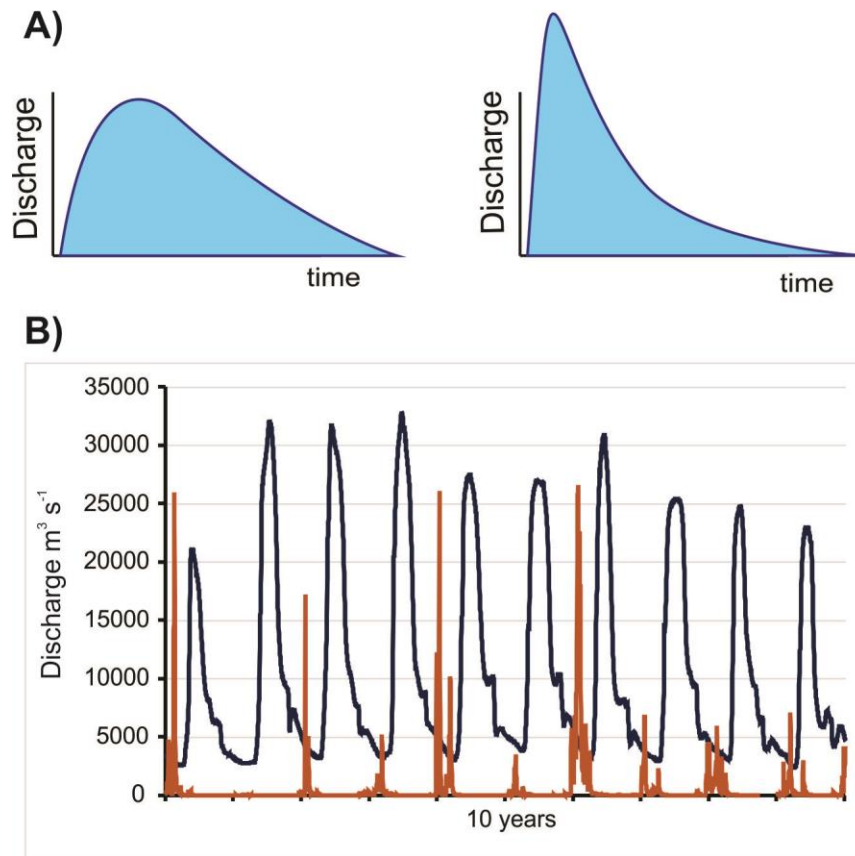 A)
Discharge
time
Discharge
time
B)
Discharge m³ s⁻¹
35000
30000
25000
20000
15000
10000
5000
0
10 years